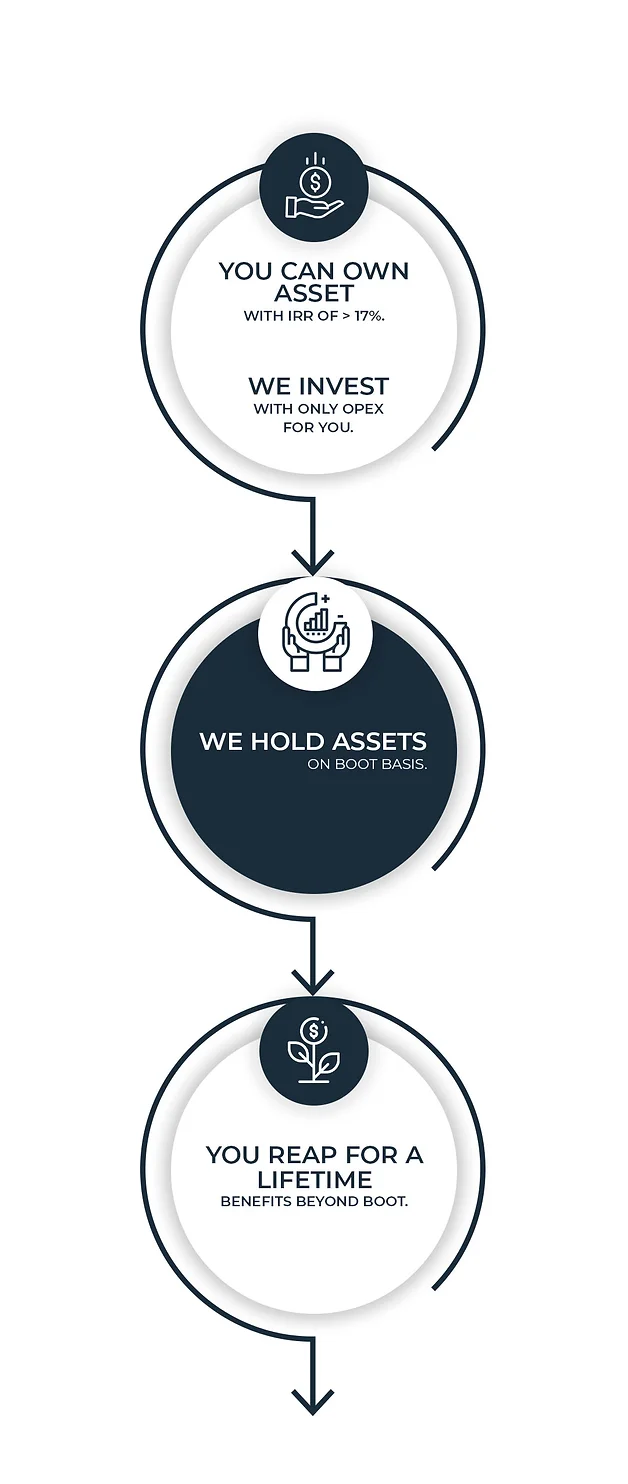 YOU CAN OWN
ASSET
WITH IRR OF > 17%.
WE INVEST
WITH ONLY OPEX
FOR YOU.
WE HOLD ASSETS
ON BOOT BASIS.
YOU REAP FOR A
LIFETIME
BENEFITS BEYOND BOOT.